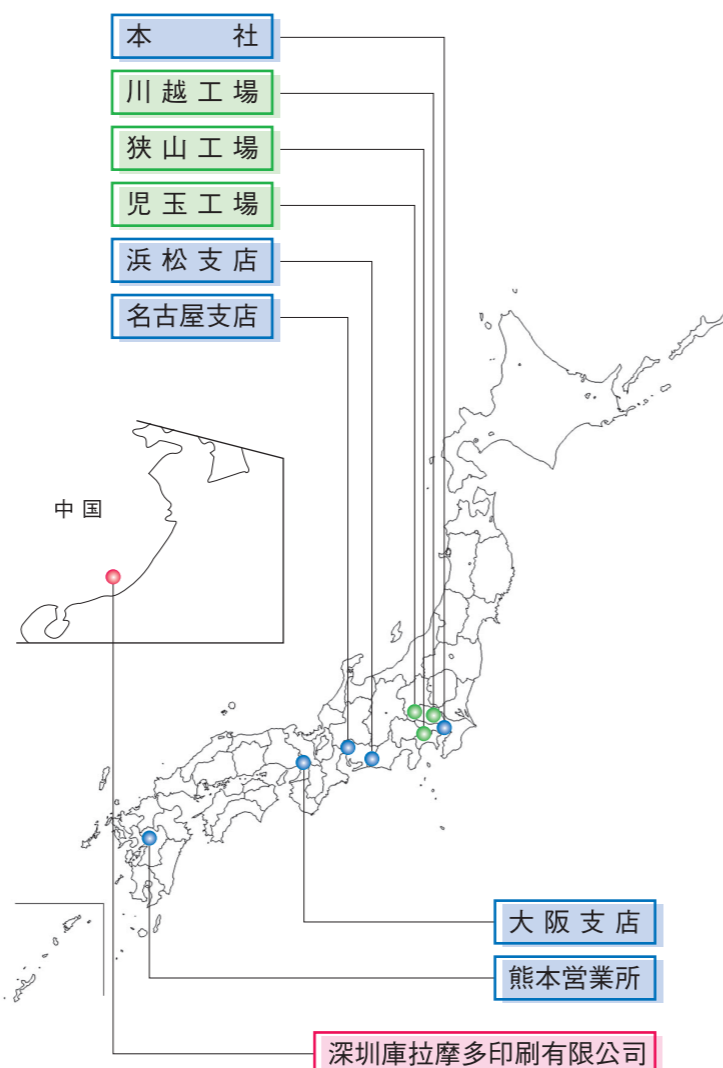 本社
川越工場
狭山工場
児玉工場
浜松支店
名古屋支店
中国
大阪支店
熊本営業所
深圳庫拉摩多印刷有限公司